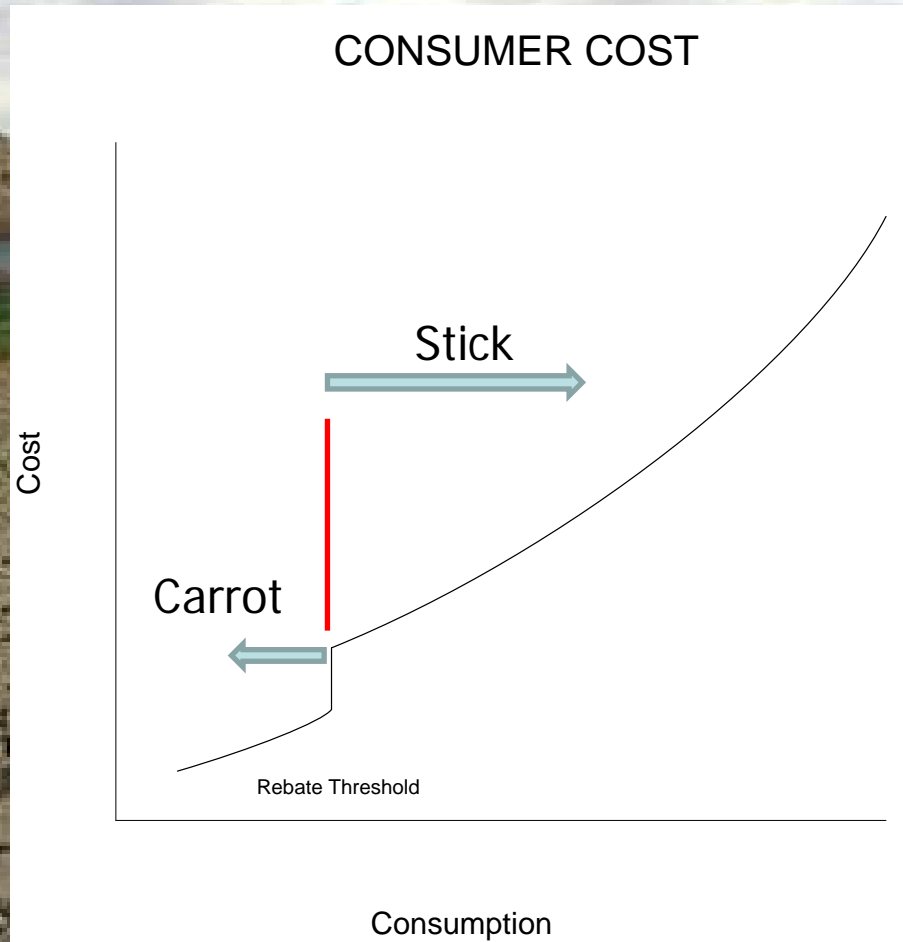 CONSUMER COST
Stick
Cost
Carrot
Rebate Threshold
Consumption